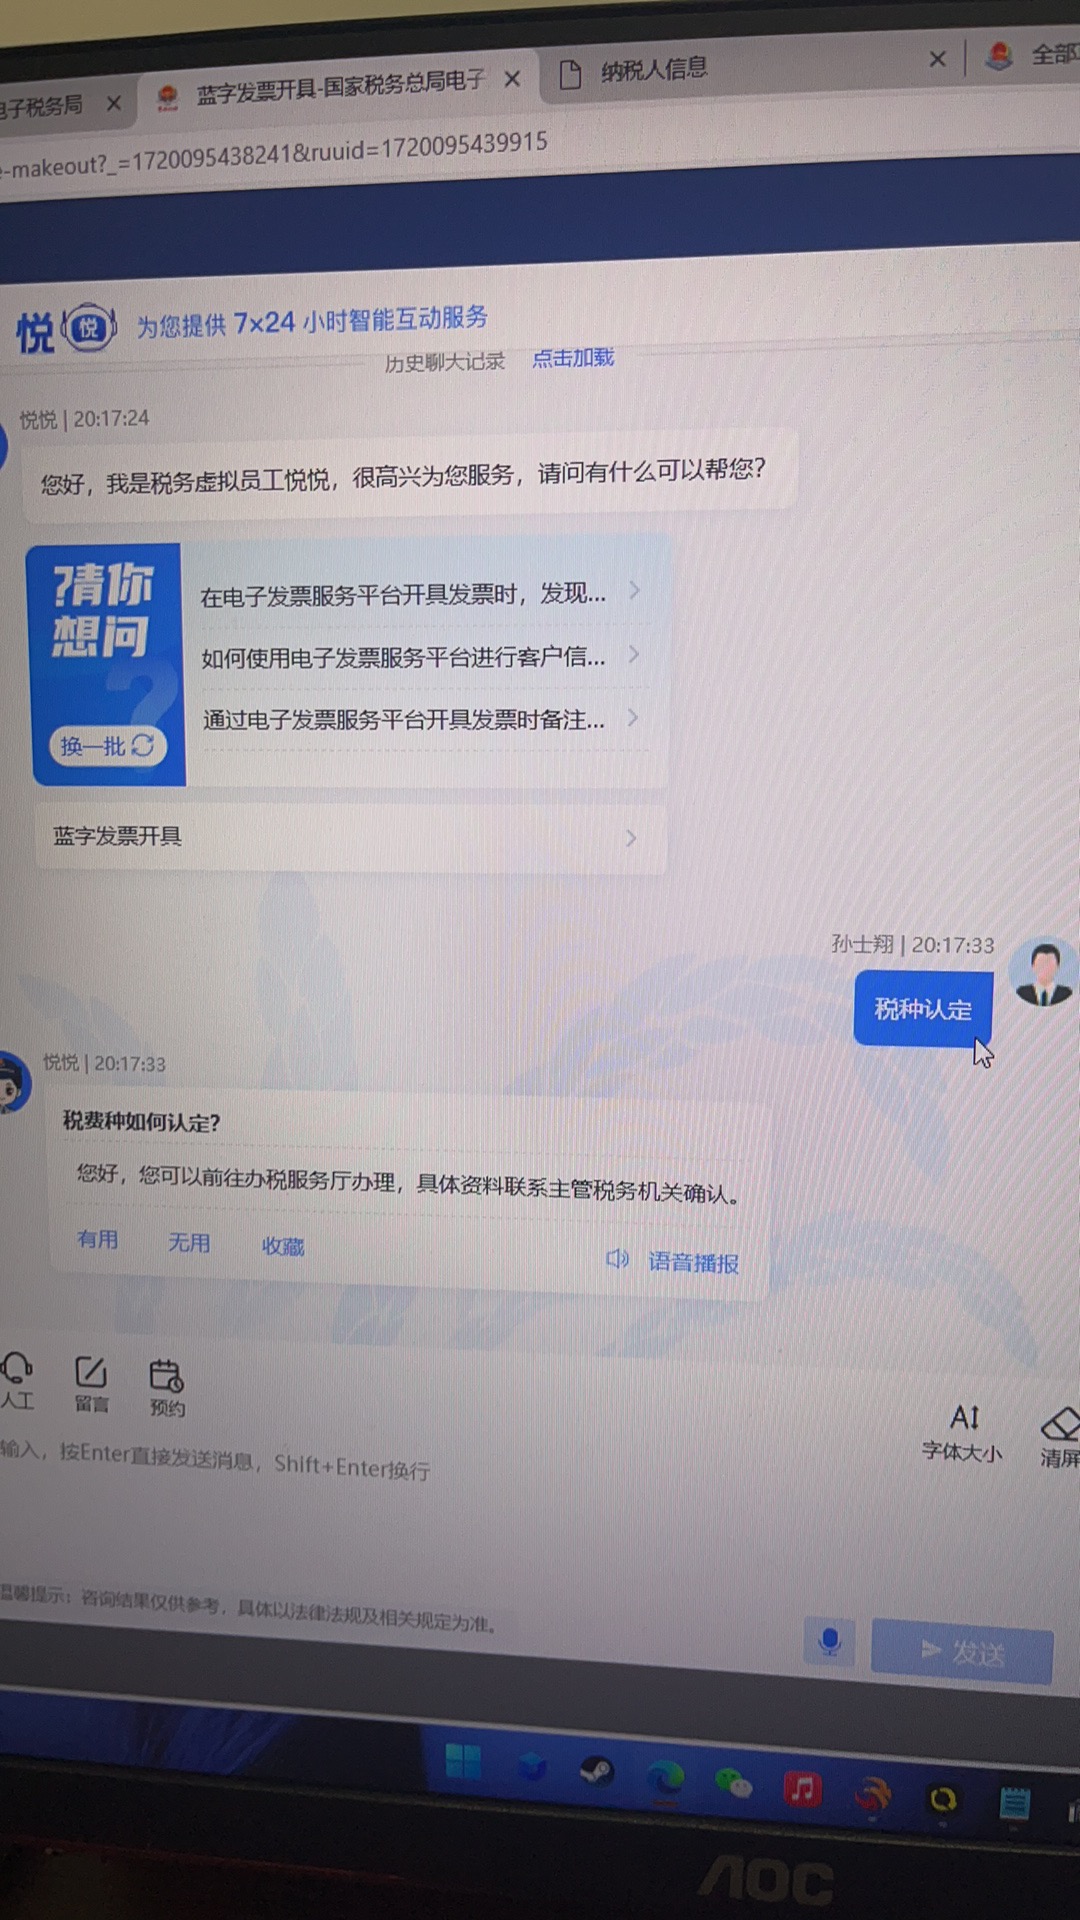 电子税务局
蓝字发票开具-国家税务总局电子
纳税人信息
全部
e-makeout?_=1720095438241&ruuid=1720095439915
悦 悦 为您提供 7×24 小时智能互动服务
历史聊天记录 点击加载
悦悦 | 20:17:24
您好，我是税务虚拟员工悦悦，很高兴为您服务，请问有什么可以帮您？
?猜你
想问
换一批
在电子发票服务平台开具发票时，发现...
如何使用电子发票服务平台进行客户信...
通过电子发票服务平台开具发票时备注...
蓝字发票开具
孙士翔 | 20:17:33
税种认定
悦悦 | 20:17:33
税费种如何认定？
您好，您可以前往办税服务厅办理，具体资料联系主管税务机关确认。
有用 无用 收藏 语音播报
人工 留言 预约
字体大小 清屏
输入，按Enter直接发送消息，Shift+Enter换行
温馨提示：咨询结果仅供参考，具体以法律法规及相关规定为准。
发送
AOC